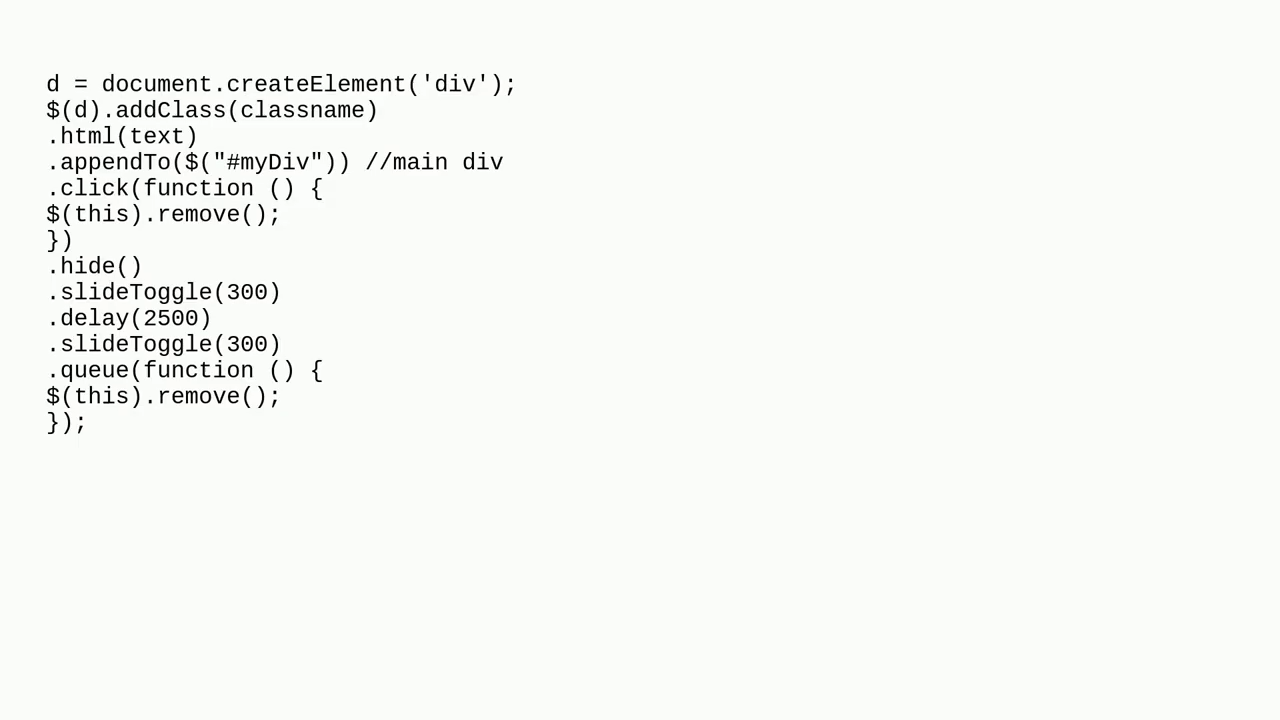 d = document.createElement('div');
$(d).addClass(classname)
.html(text)
.appendTo($("#myDiv")) //main div
.click(function () {
$(this).remove();
})
.hide()
.slideToggle(300)
.delay(2500)
.slideToggle(300)
.queue(function () {
$(this).remove();
});